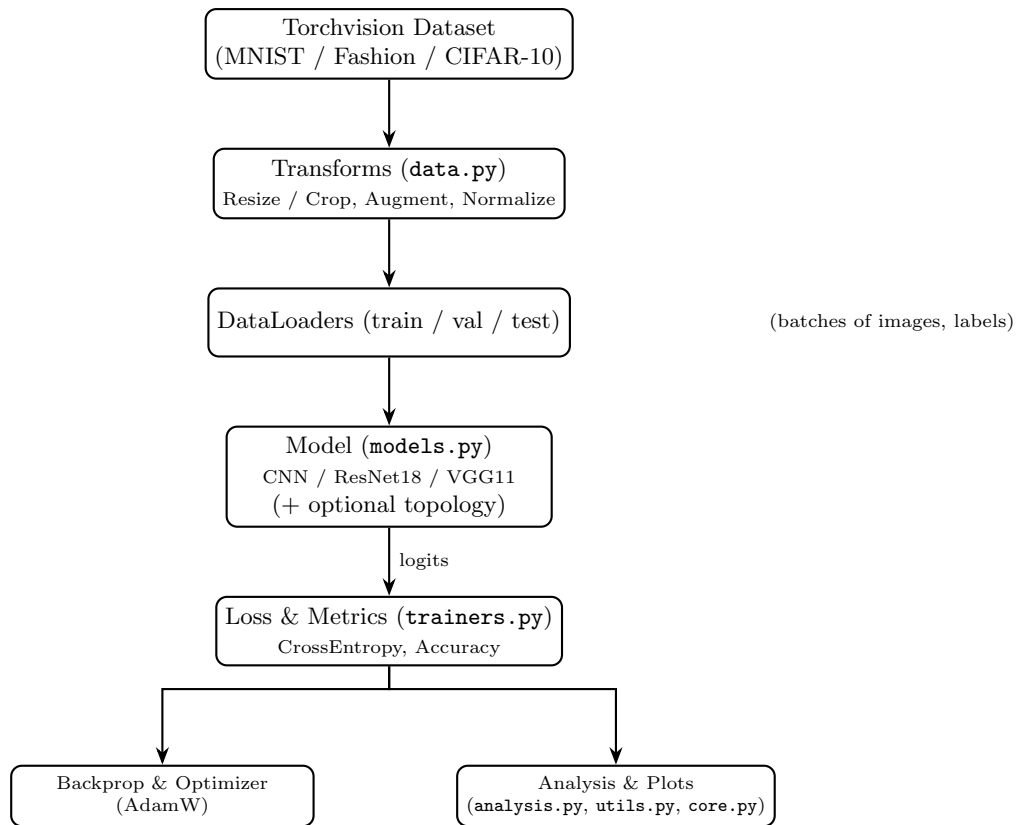 Torchvision Dataset
(MNIST / Fashion / CIFAR-10)
Transforms (data.py)
Resize / Crop, Augment, Normalize
DataLoaders (train / val / test)
(batches of images, labels)
Model (models.py)
CNN / ResNet18 / VGG11
(+ optional topology)
logits
Loss & Metrics (trainers.py)
CrossEntropy, Accuracy
Backprop & Optimizer
(AdamW)
Analysis & Plots
(analysis.py, utils.py, core.py)